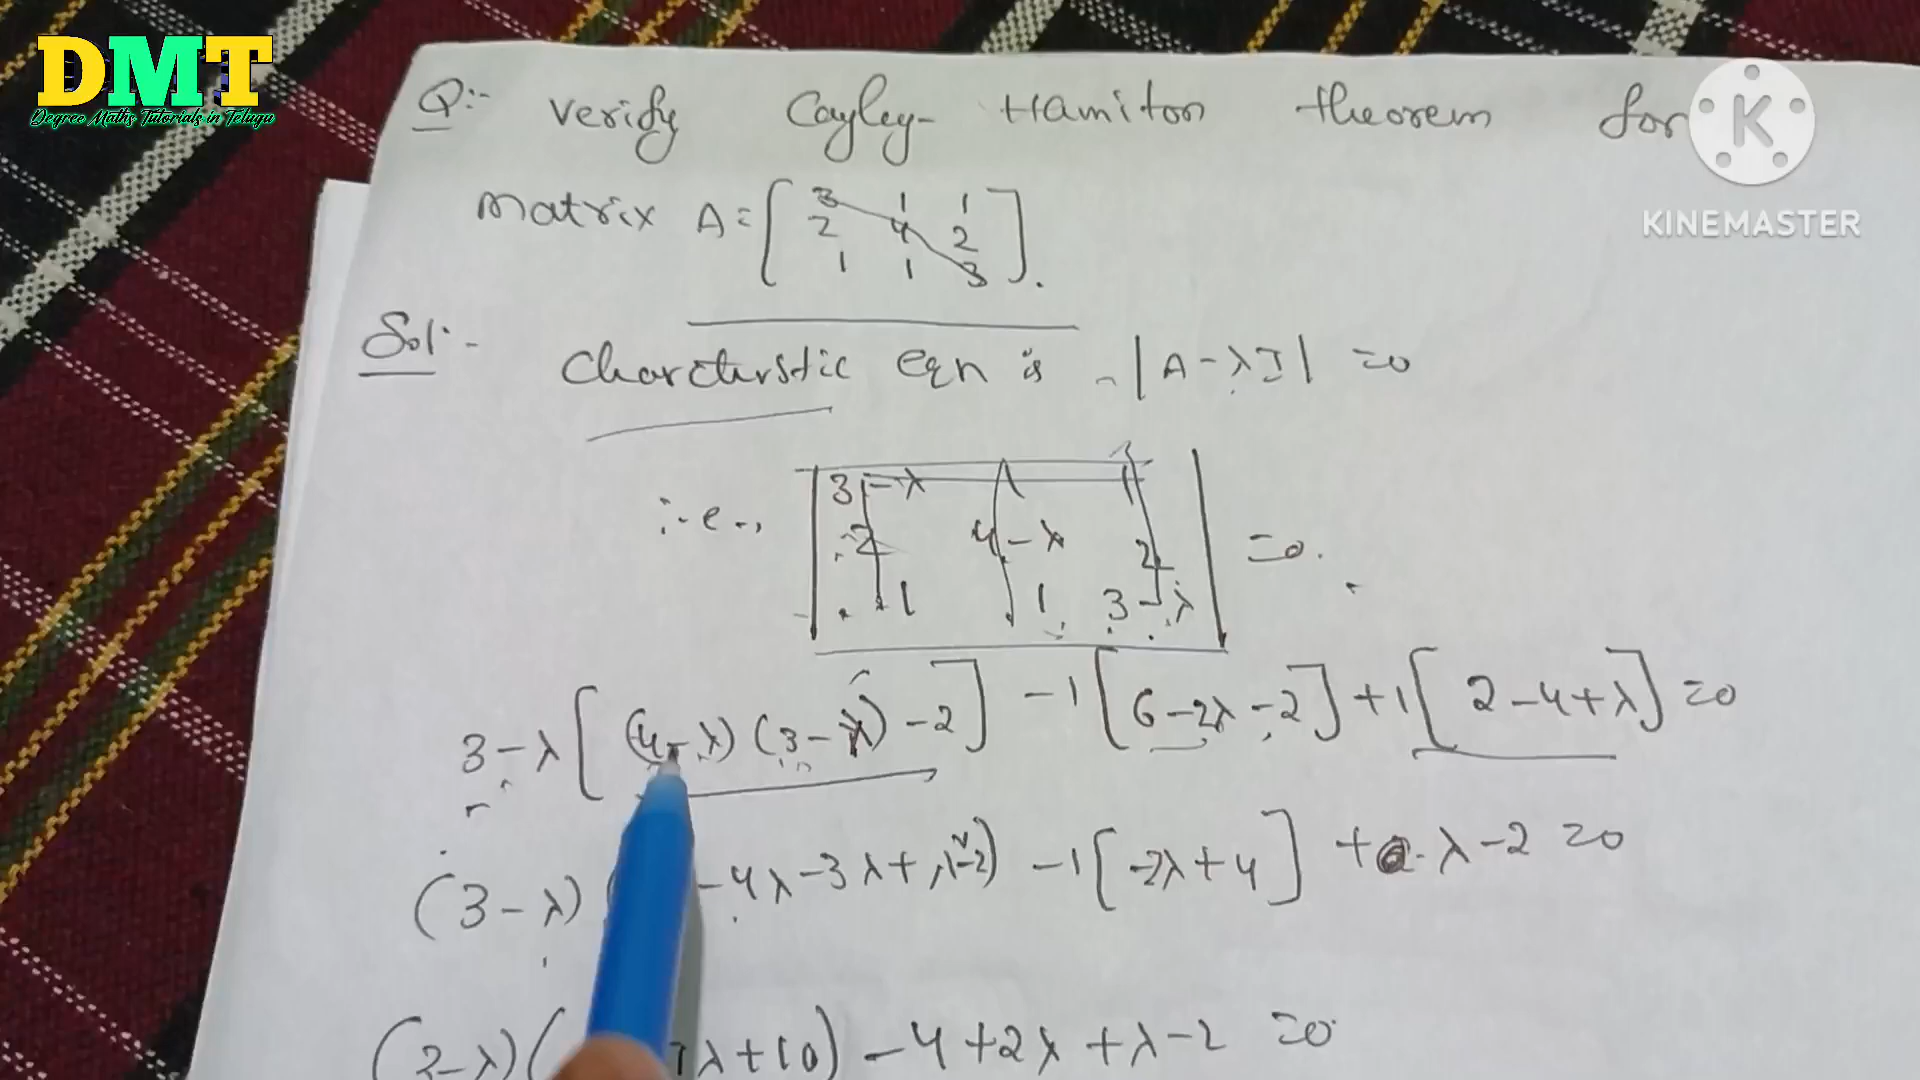 DMT
Degree Maths Tutorials in Telugu
KINEMASTER
Q:- Verify Cayley- Hamiton theorem for
matrix A = [ 3 1 1
2 4 2
1 1 3 ].
Sol:-
Charcturstic eqn is |A-λI| =0
i.e., | 3-λ 1 1
2 4-λ 2
1 1 3-λ | =0.
3-λ [ (4-λ) (3-λ) -2 ] -1 [ 6-2λ-2 ] +1 [ 2-4+λ ] =0
(3-λ) ( -4λ-3λ+λ²-2) -1 [ -2λ+4 ] + λ-2 =0
(3-λ) ( 7λ+10) -4+2λ+λ-2 =0